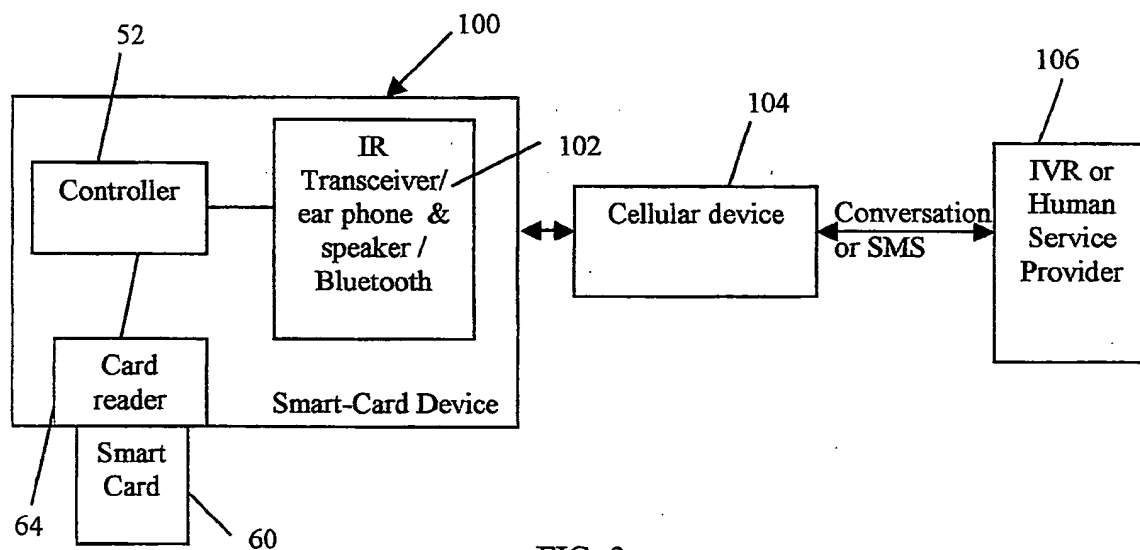 52
100
106
104
IR
Transceiver/
ear phone &
speaker /
Bluetooth
102
Controller
Cellular device
Conversation
or SMS
IVR or
Human
Service
Provider
Card
reader
Smart-Card Device
Smart
Card
64
60